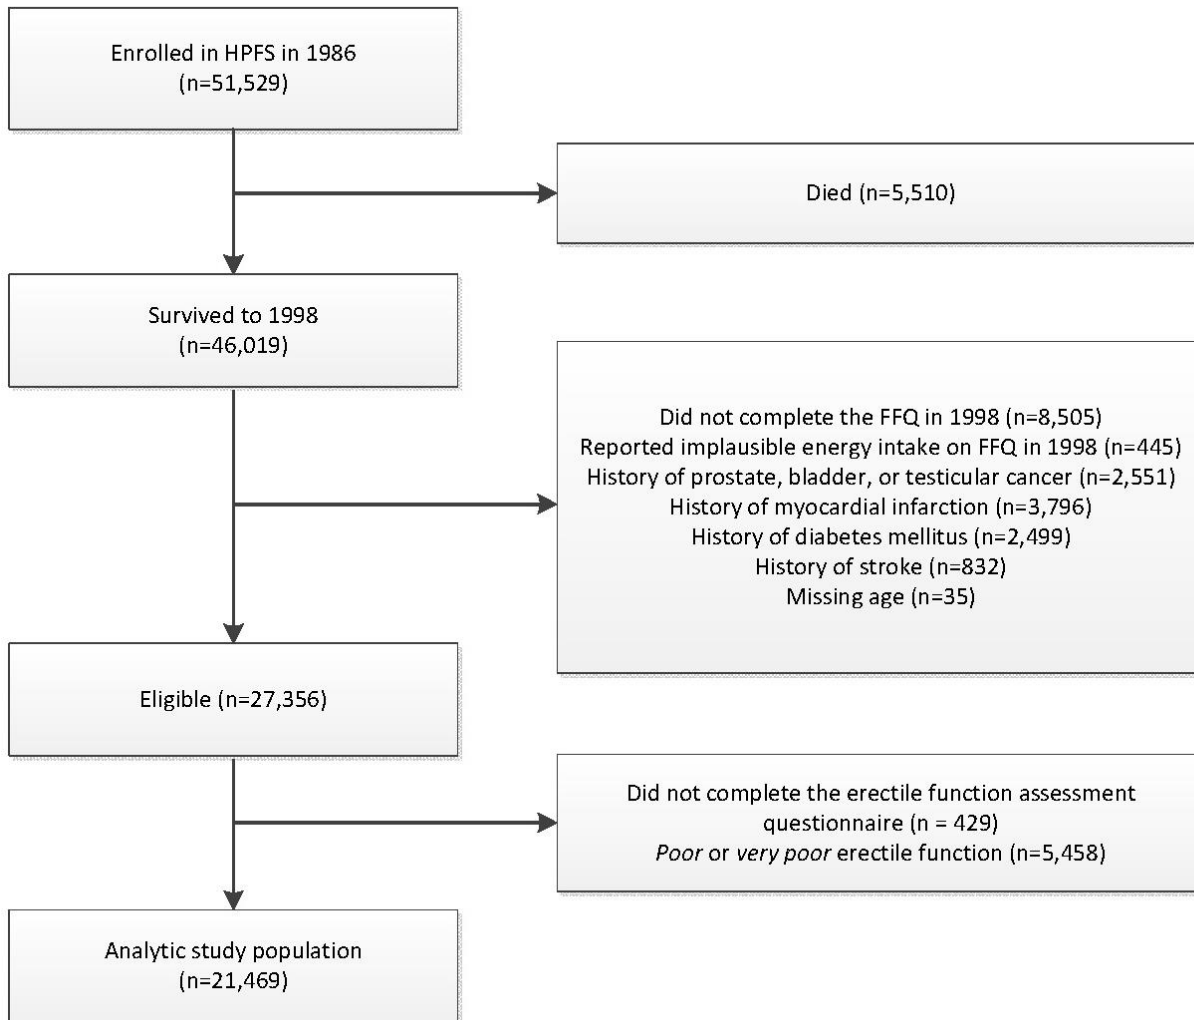 Enrolled in HPFS in 1986
(n=51,529)
Died (n=5,510)
Survived to 1998
(n=46,019)
Did not complete the FFQ in 1998 (n=8,505)
Reported implausible energy intake on FFQ in 1998 (n=445)
History of prostate, bladder, or testicular cancer (n=2,551)
History of myocardial infarction (n=3,796)
History of diabetes mellitus (n=2,499)
History of stroke (n=832)
Missing age (n=35)
Eligible (n=27,356)
Did not complete the erectile function assessment
questionnaire (n = 429)
Poor or very poor erectile function (n=5,458)
Analytic study population
(n=21,469)